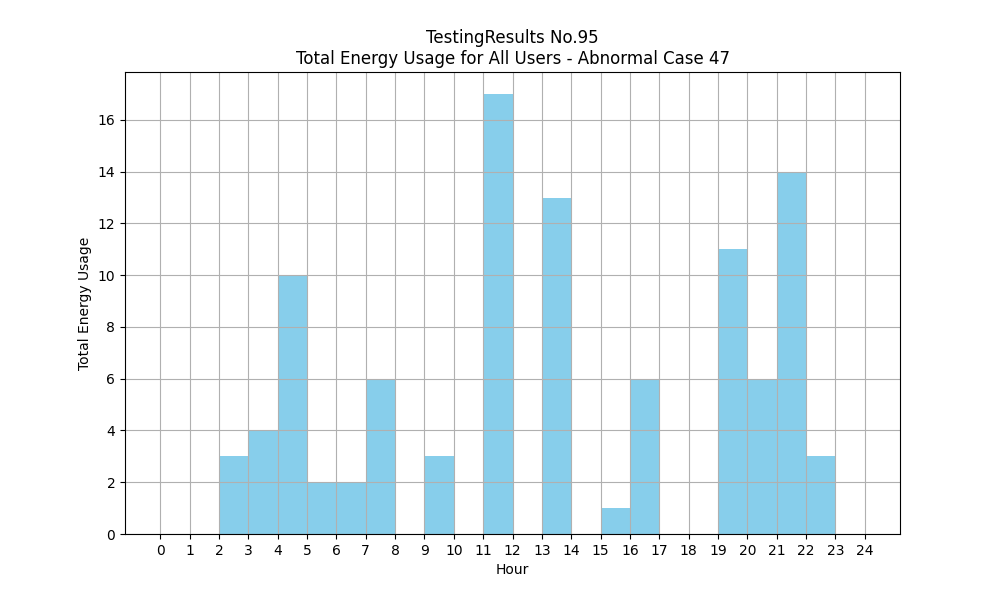 TestingResults No.95
Total Energy Usage for All Users - Abnormal Case 47
Total Energy Usage
16
14
12
10
8
6
4
2
0
0 1 2 3 4 5 6 7 8 9 10 11 12 13 14 15 16 17 18 19 20 21 22 23 24
Hour